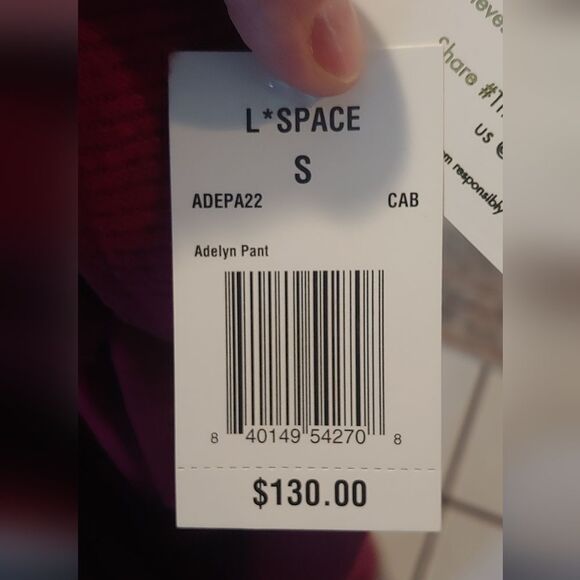 L*SPACE
S
ADEPA22 CAB
Adelyn Pant
8 40149 54270 8
$130.00
share
US
responsibly